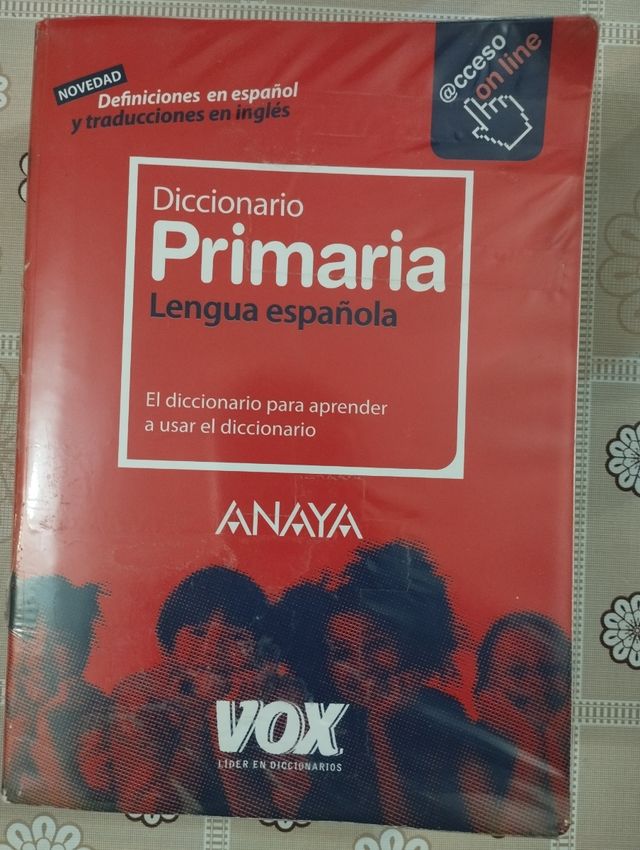 NOVEDAD
Definiciones en español
y traducciones en inglés
@cceso
on line
Diccionario
Primaria
Lengua española
El diccionario para aprender
a usar el diccionario
ANAYA
VOX
LÍDER EN DICCIONARIOS